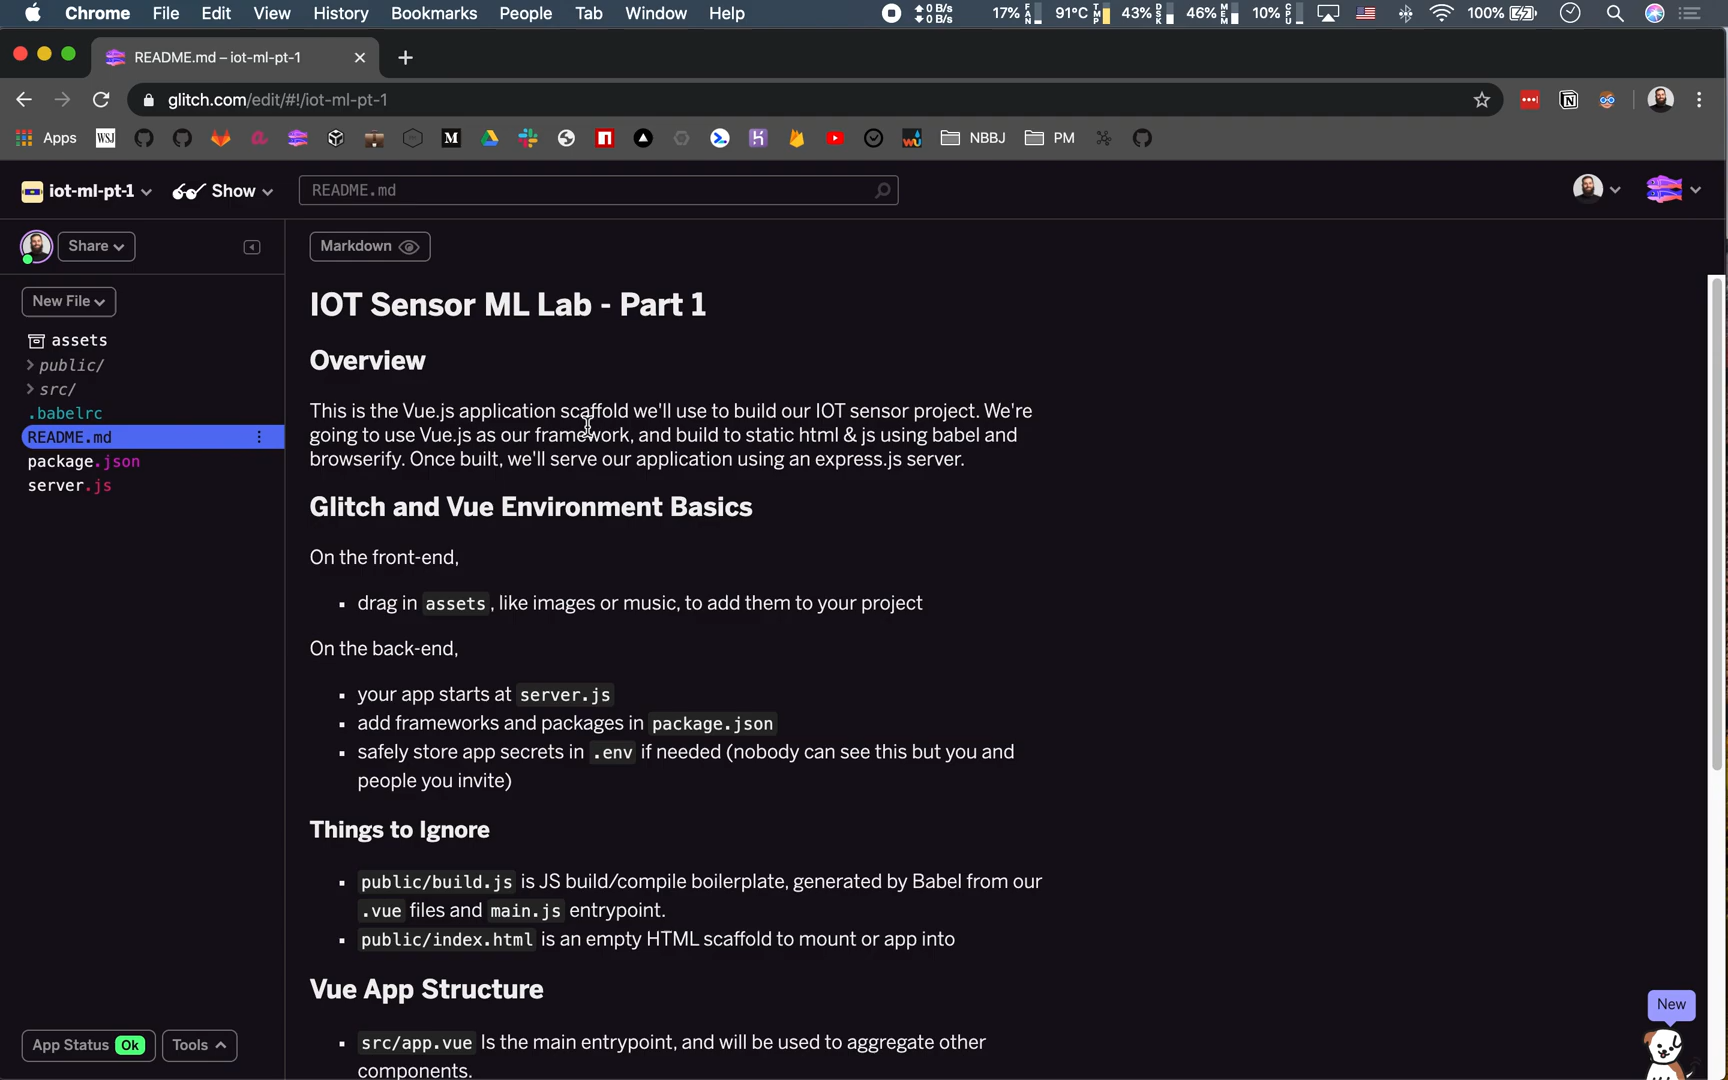 Chrome File Edit View History Bookmarks People Tab Window Help 0 B/s 0 B/s 17% FAN 91°C TMP 43% DSK 46% MEM 10% CPU 100%
README.md – iot-ml-pt-1
glitch.com/edit/#!/iot-ml-pt-1
Apps WSJ M NBBJ PM
iot-ml-pt-1 Show README.md
Share
Markdown
New File
assets
public/
src/
.babelrc
README.md
package.json
server.js
IOT Sensor ML Lab - Part 1
Overview
This is the Vue.js application scaffold we'll use to build our IOT sensor project. We're
going to use Vue.js as our framework, and build to static html & js using babel and
browserify. Once built, we'll serve our application using an express.js server.
Glitch and Vue Environment Basics
On the front-end,
▪ drag in assets, like images or music, to add them to your project
On the back-end,
▪ your app starts at server.js
▪ add frameworks and packages in package.json
▪ safely store app secrets in .env if needed (nobody can see this but you and
people you invite)
Things to Ignore
▪ public/build.js is JS build/compile boilerplate, generated by Babel from our
.vue files and main.js entrypoint.
▪ public/index.html is an empty HTML scaffold to mount or app into
Vue App Structure
▪ src/app.vue Is the main entrypoint, and will be used to aggregate other
components.
App Status Ok Tools
New